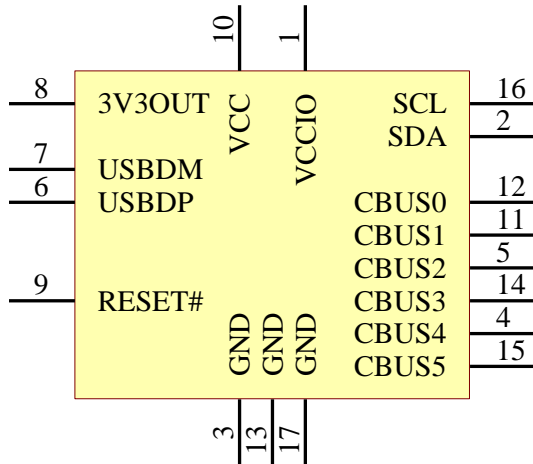 10 1
8 3V3OUT VCC VCCIO SCL 16
SDA 2
7 USBDM
6 USBDP CBUS0 12
CBUS1 11
CBUS2 5
9 RESET# CBUS3 14
GND GND GND CBUS4 4
CBUS5 15
3 13 17